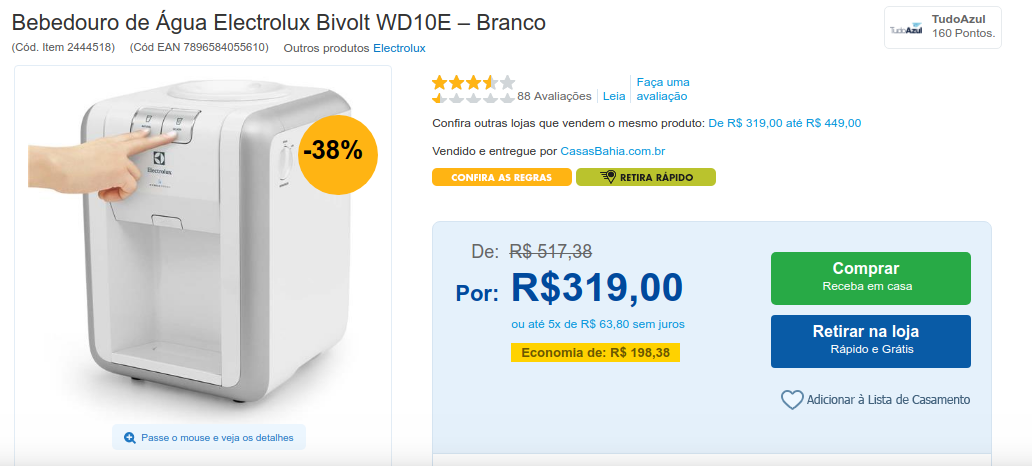 Bebedouro de Água Electrolux Bivolt WD10E – Branco
(Cód. Item 2444518) (Cód EAN 7896584055610) Outros produtos Electrolux
TudoAzul
TudoAzul
160 Pontos.
-38%
Electrolux
88 Avaliações
Leia
Faça uma
avaliação
Confira outras lojas que vendem o mesmo produto: De R$ 319,00 até R$ 449,00
Vendido e entregue por CasasBahia.com.br
CONFIRA AS REGRAS
RETIRA RÁPIDO
De: R$ 517,38
Por: R$319,00
ou até 5x de R$ 63,80 sem juros
Economia de: R$ 198,38
Comprar
Receba em casa
Retirar na loja
Rápido e Grátis
Adicionar à Lista de Casamento
Passe o mouse e veja os detalhes